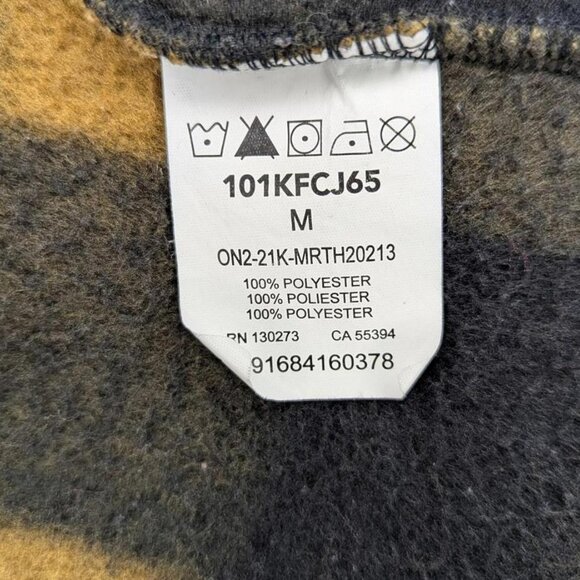 101KFCJ65
M
ON2-21K-MRTH20213
100% POLYESTER
100% POLIESTER
100% POLYESTER
RN 130273 CA 55394
91684160378